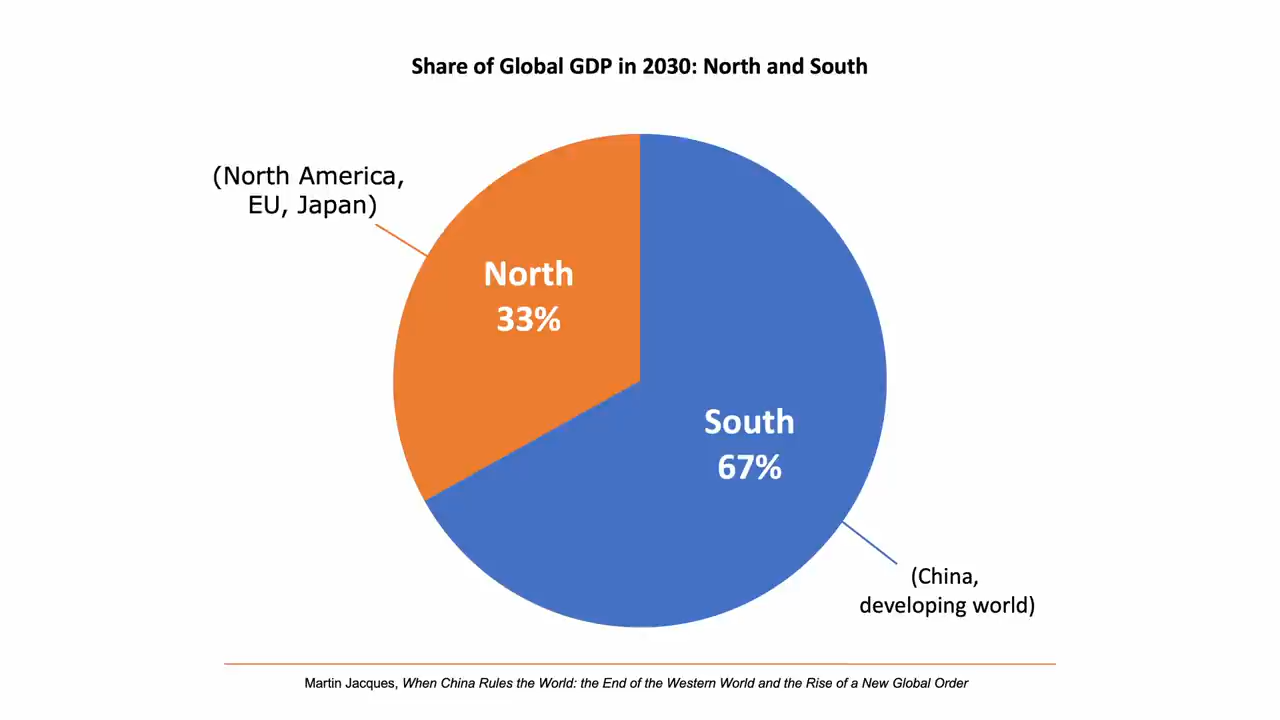 Share of Global GDP in 2030: North and South
(North America,
EU, Japan)
North
33%
South
67%
(China,
developing world)
Martin Jacques, When China Rules the World: the End of the Western World and the Rise of a New Global Order